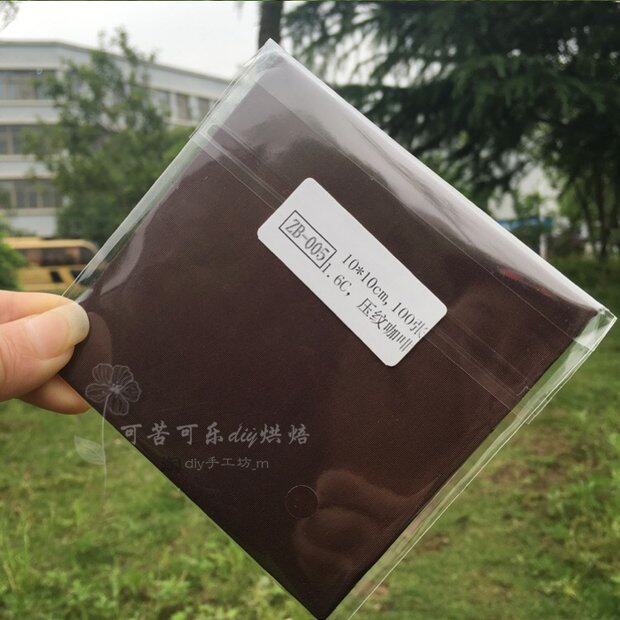 ZB-005
10*10cm, 100张
1.6C, 压纹咖啡
可苦可乐diy烘焙
diy手工坊_m